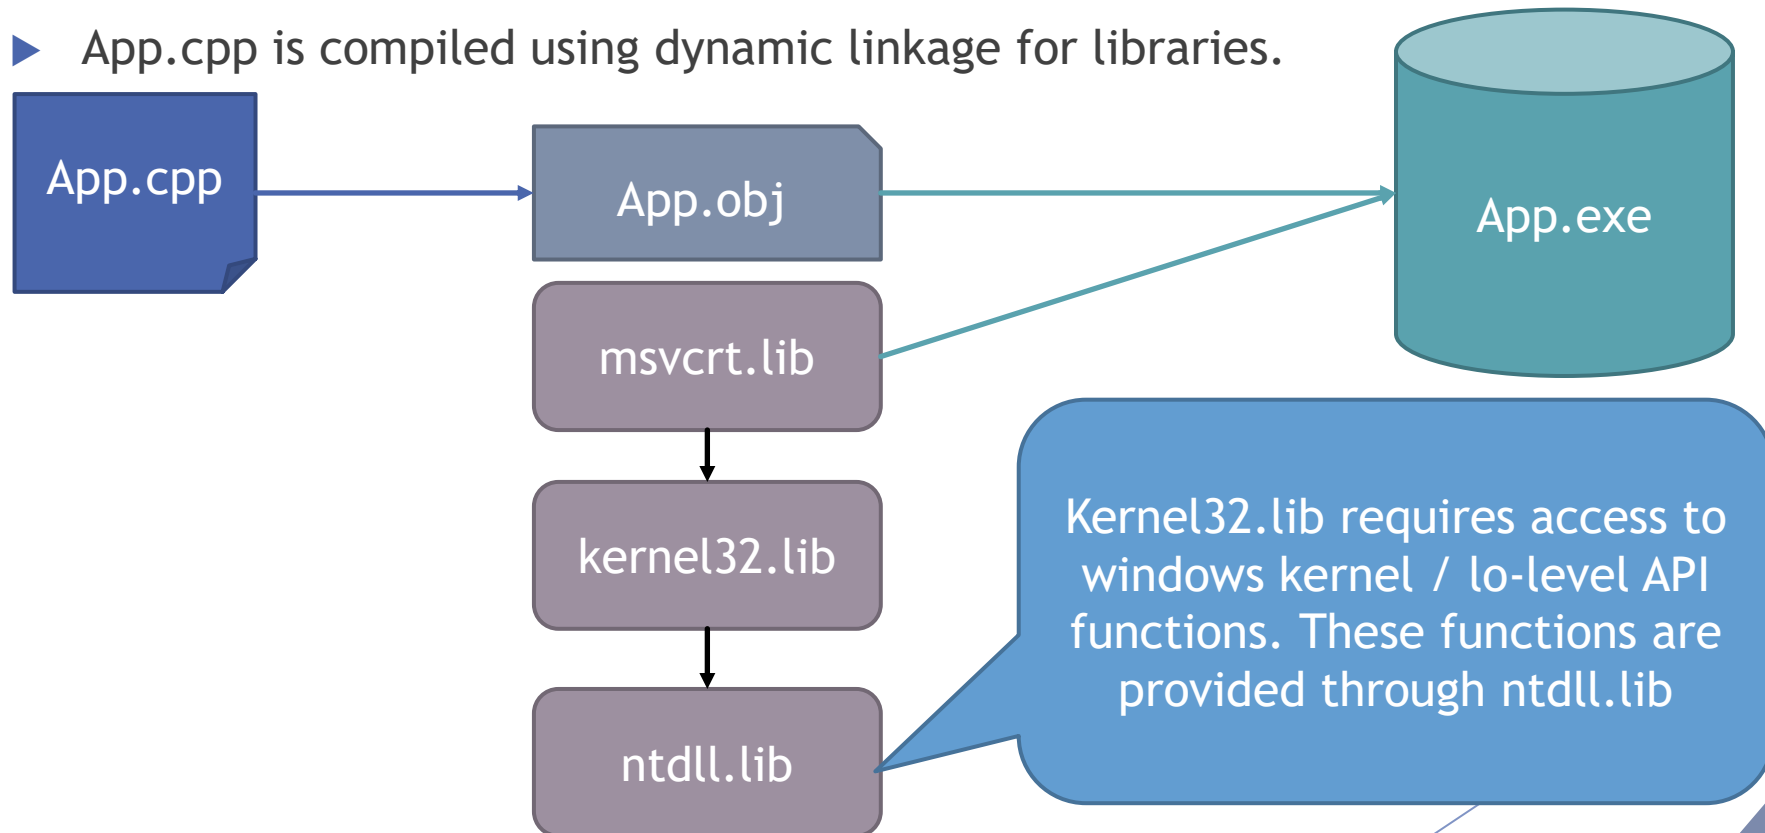 App.cpp is compiled using dynamic linkage for libraries.
App.cpp
App.obj
App.exe
msvcrt.lib
kernel32.lib
Kernel32.lib requires access to
windows kernel / lo-level API
functions. These functions are
provided through ntdll.lib
ntdll.lib